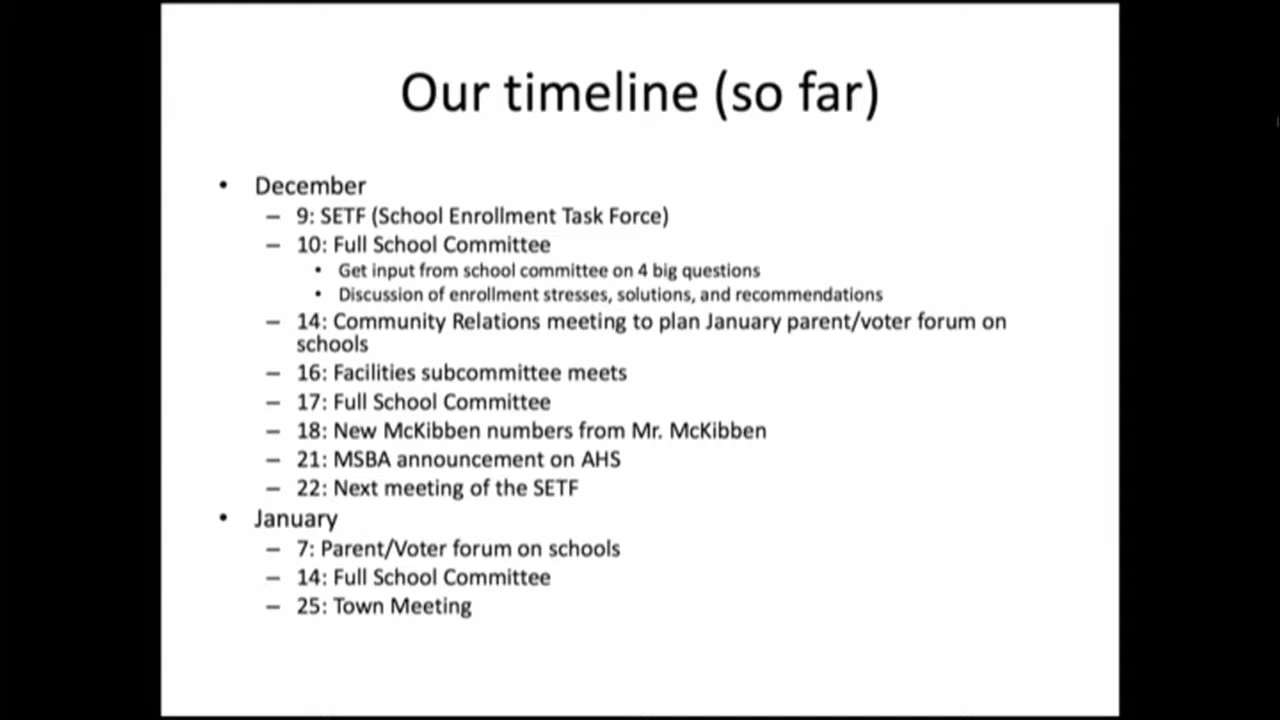 Our timeline (so far)
• December
– 9: SETF (School Enrollment Task Force)
– 10: Full School Committee
• Get input from school committee on 4 big questions
• Discussion of enrollment stresses, solutions, and recommendations
– 14: Community Relations meeting to plan January parent/voter forum on
schools
– 16: Facilities subcommittee meets
– 17: Full School Committee
– 18: New McKibben numbers from Mr. McKibben
– 21: MSBA announcement on AHS
– 22: Next meeting of the SETF
• January
– 7: Parent/Voter forum on schools
– 14: Full School Committee
– 25: Town Meeting